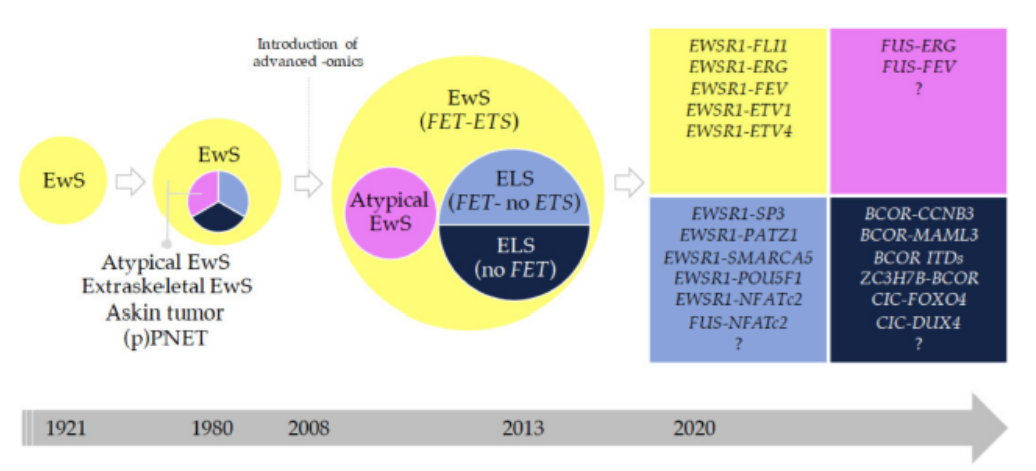 Introduction of
advanced -omics
EwS
EwS
Atypical EwS
Extraskeletal EwS
Askin tumor
(p)PNET
EwS
(FET-ETS)
Atypical
EwS
ELS
(FET- no ETS)
ELS
(no FET)
EWSR1-FLI1
EWSR1-ERG
EWSR1-FEV
EWSR1-ETV1
EWSR1-ETV4
FUS-ERG
FUS-FEV
?
EWSR1-SP3
EWSR1-PATZ1
EWSR1-SMARCA5
EWSR1-POU5F1
EWSR1-NFATc2
FUS-NFATc2
?
BCOR-CCNB3
BCOR-MAML3
BCOR ITDs
ZC3H7B-BCOR
CIC-FOXO4
CIC-DUX4
?
1921 1980 2008 2013 2020